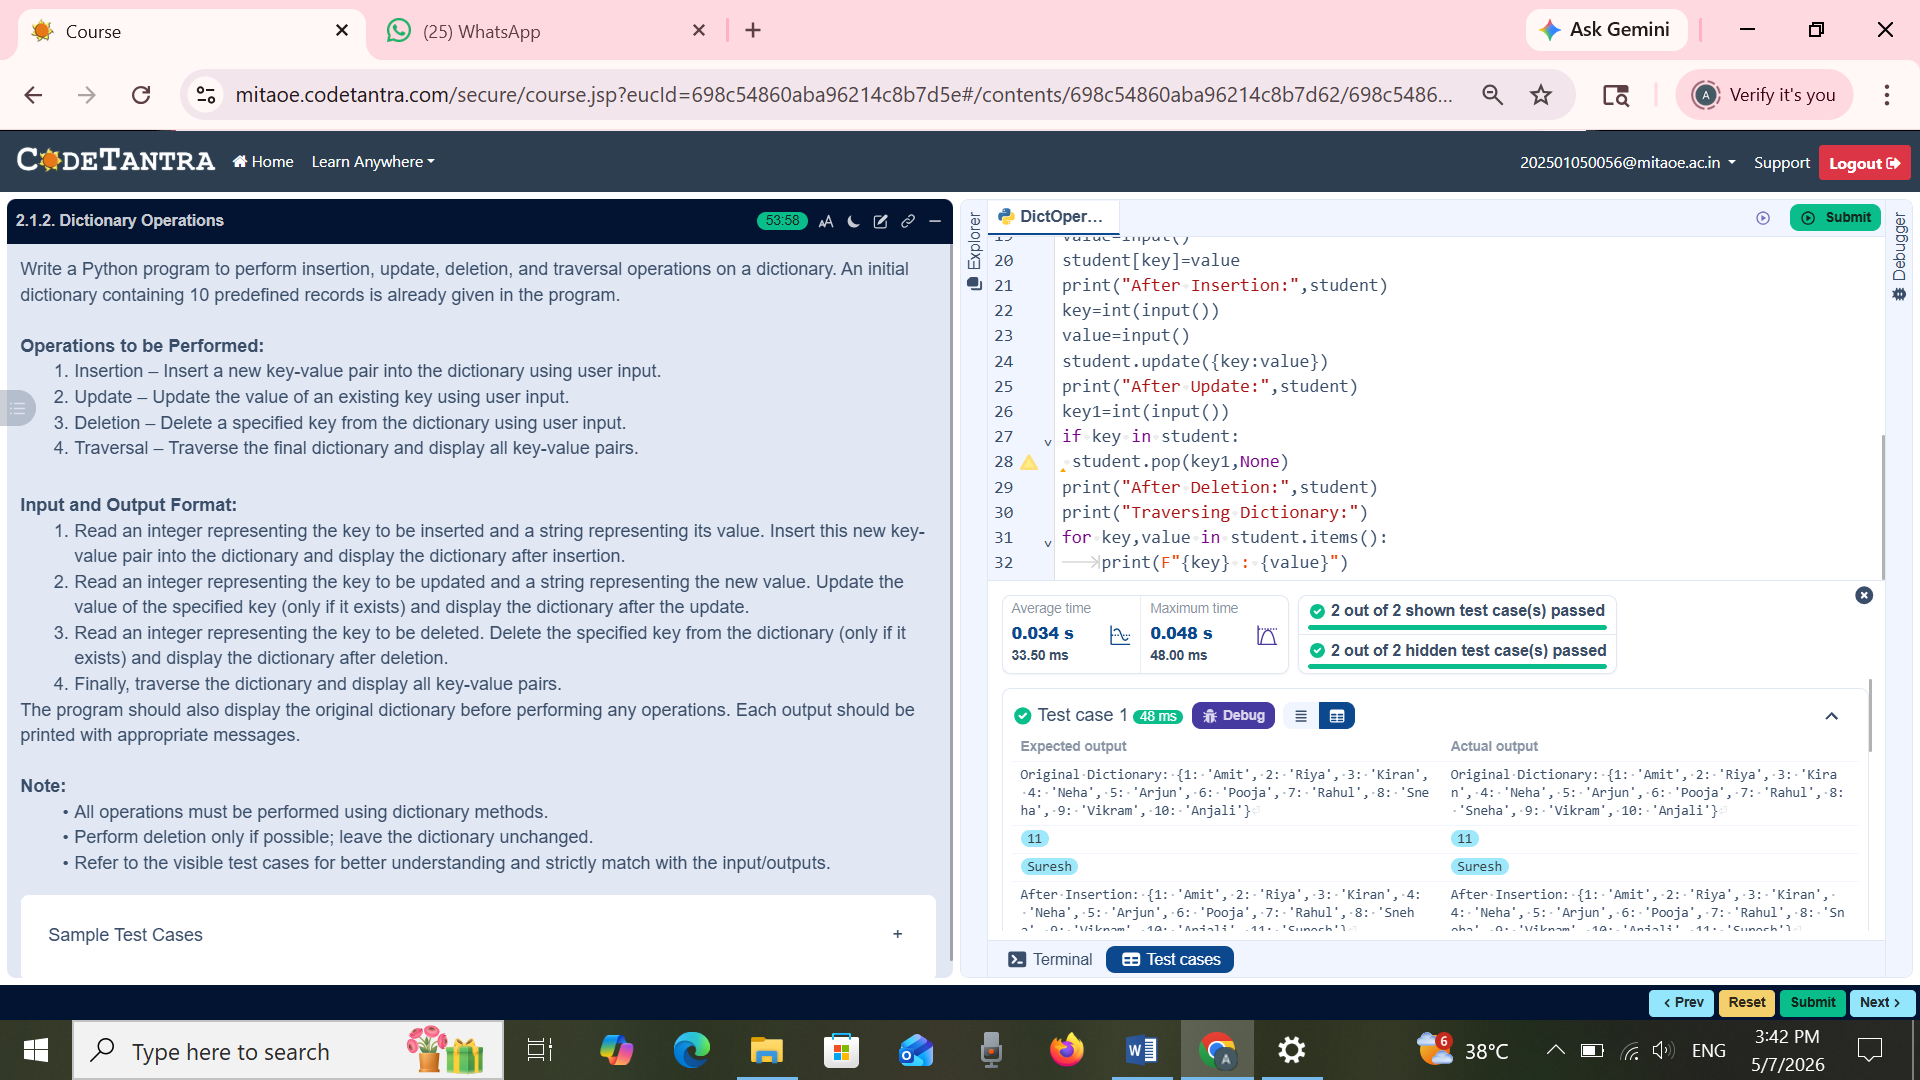 Course
(25) WhatsApp
Ask Gemini
mitaoe.codetantra.com/secure/course.jsp?eucId=698c54860aba96214c8b7d5e#/contents/698c54860aba96214c8b7d62/698c5486...
Verify it's you
CODETANTRA
Home
Learn Anywhere
202501050056@mitaoe.ac.in
Support
Logout
2.1.2. Dictionary Operations
53:58
Write a Python program to perform insertion, update, deletion, and traversal operations on a dictionary. An initial
dictionary containing 10 predefined records is already given in the program.
Operations to be Performed:
1. Insertion – Insert a new key-value pair into the dictionary using user input.
2. Update – Update the value of an existing key using user input.
3. Deletion – Delete a specified key from the dictionary using user input.
4. Traversal – Traverse the final dictionary and display all key-value pairs.
Input and Output Format:
1. Read an integer representing the key to be inserted and a string representing its value. Insert this new key-
value pair into the dictionary and display the dictionary after insertion.
2. Read an integer representing the key to be updated and a string representing the new value. Update the
value of the specified key (only if it exists) and display the dictionary after the update.
3. Read an integer representing the key to be deleted. Delete the specified key from the dictionary (only if it
exists) and display the dictionary after deletion.
4. Finally, traverse the dictionary and display all key-value pairs.
The program should also display the original dictionary before performing any operations. Each output should be
printed with appropriate messages.
Note:
• All operations must be performed using dictionary methods.
• Perform deletion only if possible; leave the dictionary unchanged.
• Refer to the visible test cases for better understanding and strictly match with the input/outputs.
Sample Test Cases
+
Explorer
DictOper...
Submit
Debugger
19 value=input()
20 student[key]=value
21 print("After Insertion:",student)
22 key=int(input())
23 value=input()
24 student.update({key:value})
25 print("After Update:",student)
26 key1=int(input())
27 if key in student:
28 student.pop(key1,None)
29 print("After Deletion:",student)
30 print("Traversing Dictionary:")
31 for key,value in student.items():
32 print(F"{key} : {value}")
Average time
0.034 s
33.50 ms
Maximum time
0.048 s
48.00 ms
2 out of 2 shown test case(s) passed
2 out of 2 hidden test case(s) passed
Test case 1
48 ms
Debug
Expected output
Original Dictionary: {1: 'Amit', 2: 'Riya', 3: 'Kiran',
4: 'Neha', 5: 'Arjun', 6: 'Pooja', 7: 'Rahul', 8: 'Sne
ha', 9: 'Vikram', 10: 'Anjali'}
11
Suresh
After Insertion: {1: 'Amit', 2: 'Riya', 3: 'Kiran', 4:
'Neha', 5: 'Arjun', 6: 'Pooja', 7: 'Rahul', 8: 'Sneh
a', 9: 'Vikram', 10: 'Anjali', 11: 'Suresh'}
Actual output
Original Dictionary: {1: 'Amit', 2: 'Riya', 3: 'Kira
n', 4: 'Neha', 5: 'Arjun', 6: 'Pooja', 7: 'Rahul', 8:
'Sneha', 9: 'Vikram', 10: 'Anjali'}
11
Suresh
After Insertion: {1: 'Amit', 2: 'Riya', 3: 'Kiran',
4: 'Neha', 5: 'Arjun', 6: 'Pooja', 7: 'Rahul', 8: 'Sn
eha', 9: 'Vikram', 10: 'Anjali', 11: 'Suresh'}
Terminal
Test cases
< Prev
Reset
Submit
Next >
Type here to search
6
38°C
ENG
3:42 PM
5/7/2026